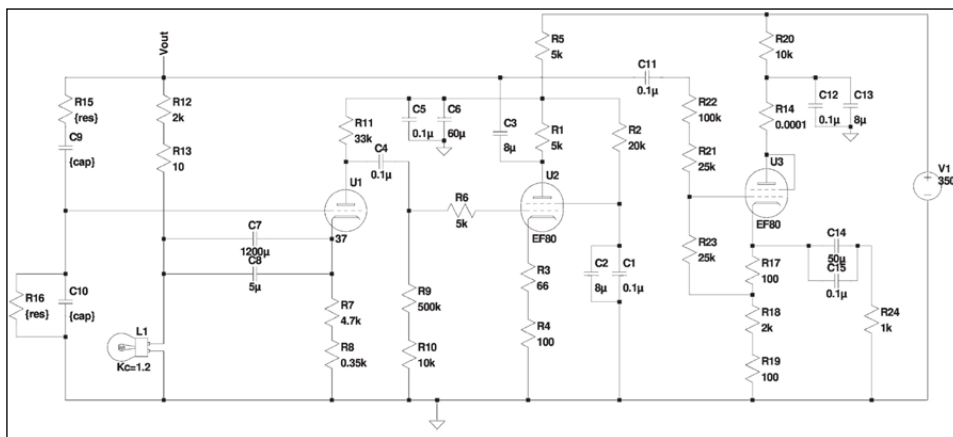 Vout
R15
{res}
C9
{cap}
R16
{res}
C10
{cap}
L1
Kc=1.2
R12
2k
R13
10
C7
1200µ
C8
5µ
R11
33k
U1
37
R7
4.7k
R8
0.35k
C4
0.1µ
R9
500k
R10
10k
C5
0.1µ
C6
60µ
R6
5k
C3
8µ
R5
5k
R1
5k
U2
EF80
R3
66
R4
100
R2
20k
C2
8µ
C1
0.1µ
C11
0.1µ
R22
100k
R21
25k
R23
25k
R20
10k
R14
0.0001
C12
0.1µ
C13
8µ
U3
EF80
R17
100
R18
2k
R19
100
C14
50µ
C15
0.1µ
R24
1k
V1
350